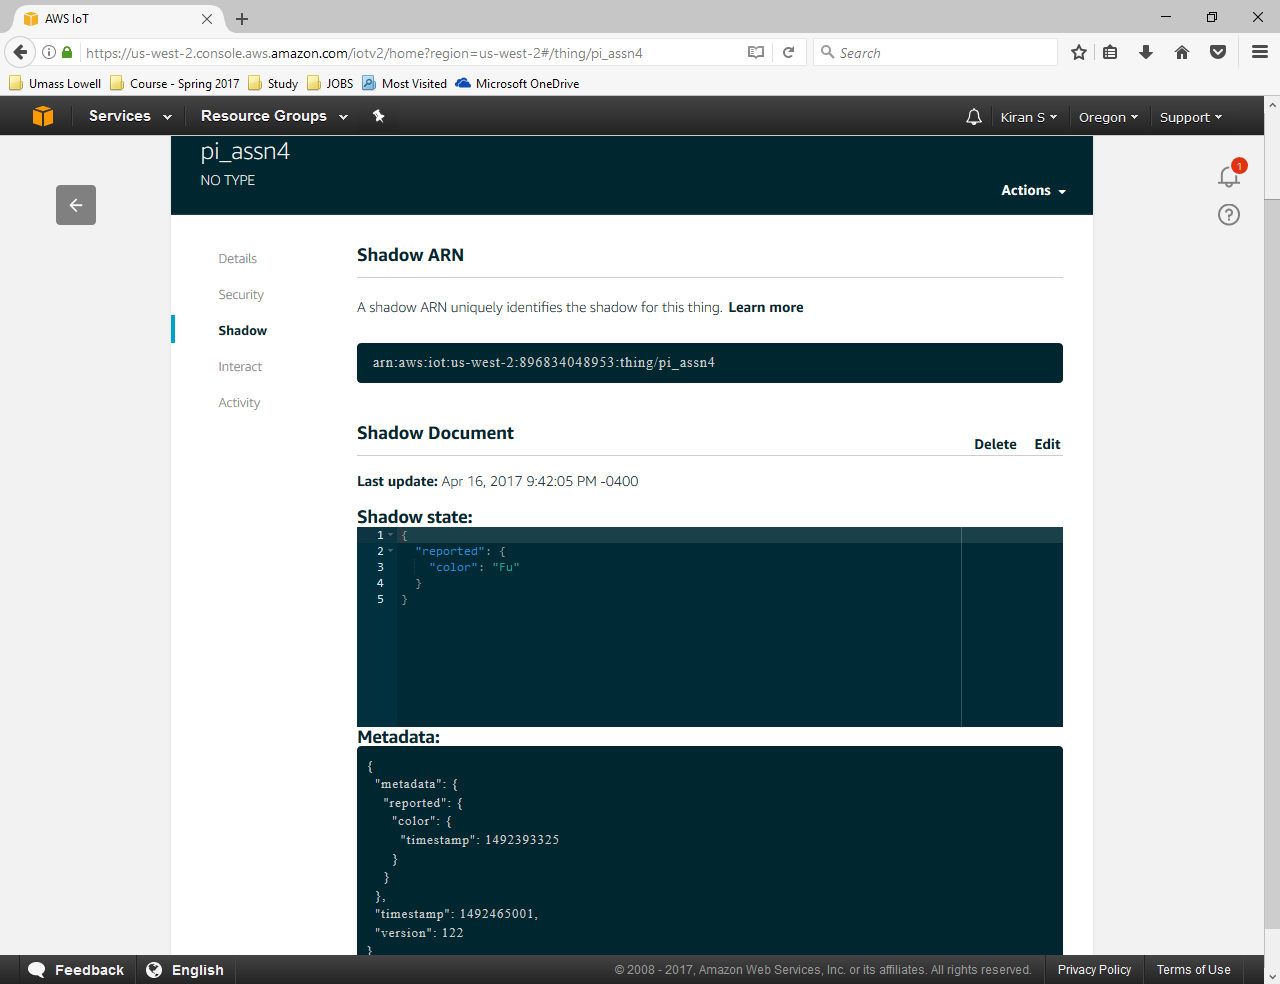 AWS IoT
https://us-west-2.console.aws.amazon.com/iotv2/home?region=us-west-2#/thing/pi_assn4
Search
Umass Lowell Course - Spring 2017 Study JOBS Most Visited Microsoft OneDrive
Services Resource Groups Kiran S Oregon Support
pi_assn4
NO TYPE
1
Actions
Details
Security
Shadow
Interact
Activity
Shadow ARN
A shadow ARN uniquely identifies the shadow for this thing. Learn more
arn:aws:iot:us-west-2:896834048953:thing/pi_assn4
Shadow Document
Delete Edit
Last update: Apr 16, 2017 9:42:05 PM -0400
Shadow state:
1 {
2 "reported": {
3 "color": "Fu"
4 }
5 }
Metadata:
{
"metadata": {
"reported": {
"color": {
"timestamp": 1492393325
}
}
},
"timestamp": 1492465001,
"version": 122
}
Feedback English © 2008 - 2017, Amazon Web Services, Inc. or its affiliates. All rights reserved. Privacy Policy Terms of Use